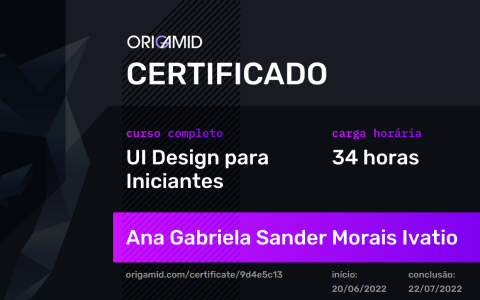 ORIGAMID
CERTIFICADO
curso completo
UI Design para
Iniciantes
carga horária
34 horas
Ana Gabriela Sander Morais Ivatio
origamid.com/certificate/9d4e5c13
início:
20/06/2022
conclusão:
22/07/2022